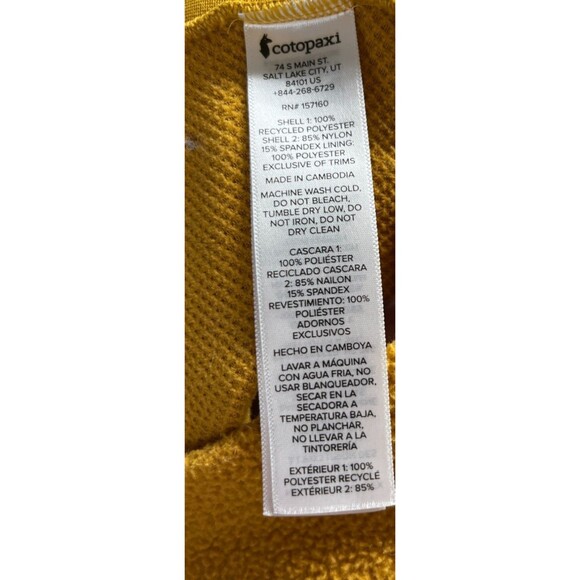 cotopaxi
74 S MAIN ST.
SALT LAKE CITY, UT
84101 US
+844-268-6729
RN# 157160
SHELL 1: 100%
RECYCLED POLYESTER
SHELL 2: 85% NYLON
15% SPANDEX LINING:
100% POLYESTER
EXCLUSIVE OF TRIMS
MADE IN CAMBODIA
MACHINE WASH COLD,
DO NOT BLEACH,
TUMBLE DRY LOW, DO
NOT IRON, DO NOT
DRY CLEAN
CASCARA 1:
100% POLIÉSTER
RECICLADO CASCARA
2: 85% NAILON
15% SPANDEX
REVESTIMIENTO: 100%
POLIÉSTER
ADORNOS
EXCLUSIVOS
HECHO EN CAMBOYA
LAVAR A MÁQUINA
CON AGUA FRIA, NO
USAR BLANQUEADOR,
SECAR EN LA
SECADORA A
TEMPERATURA BAJA,
NO PLANCHAR,
NO LLEVAR A LA
TINTORERÍA
EXTÉRIEUR 1: 100%
POLYESTER RECYCLÉ
EXTÉRIEUR 2: 85%